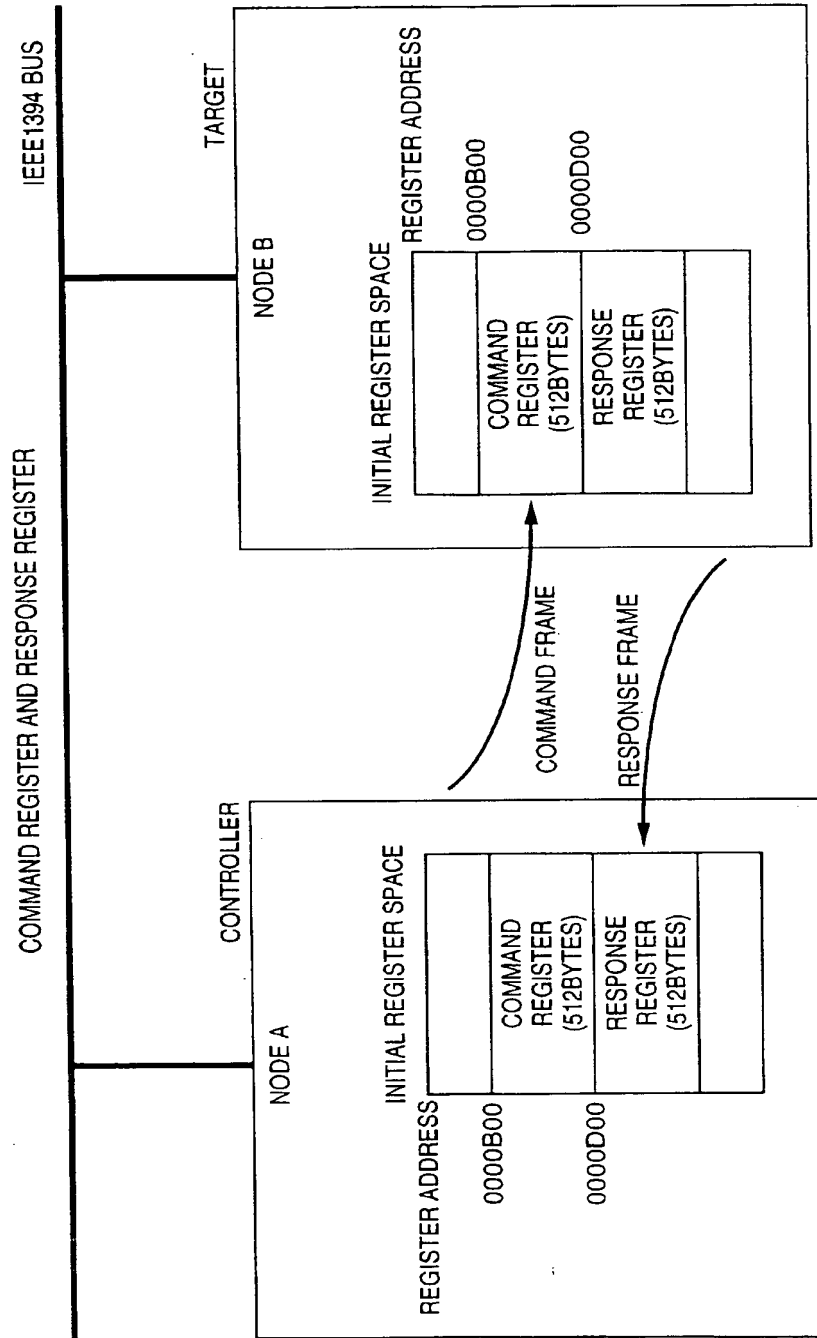 COMMAND REGISTER AND RESPONSE REGISTER
IEEE1394 BUS
CONTROLLER
NODE A
INITIAL REGISTER SPACE
REGISTER ADDRESS
0000B00
0000D00
COMMAND
REGISTER
(512BYTES)
RESPONSE
REGISTER
(512BYTES)
COMMAND FRAME
RESPONSE FRAME
TARGET
NODE B
INITIAL REGISTER SPACE
REGISTER ADDRESS
0000B00
0000D00
COMMAND
REGISTER
(512BYTES)
RESPONSE
REGISTER
(512BYTES)